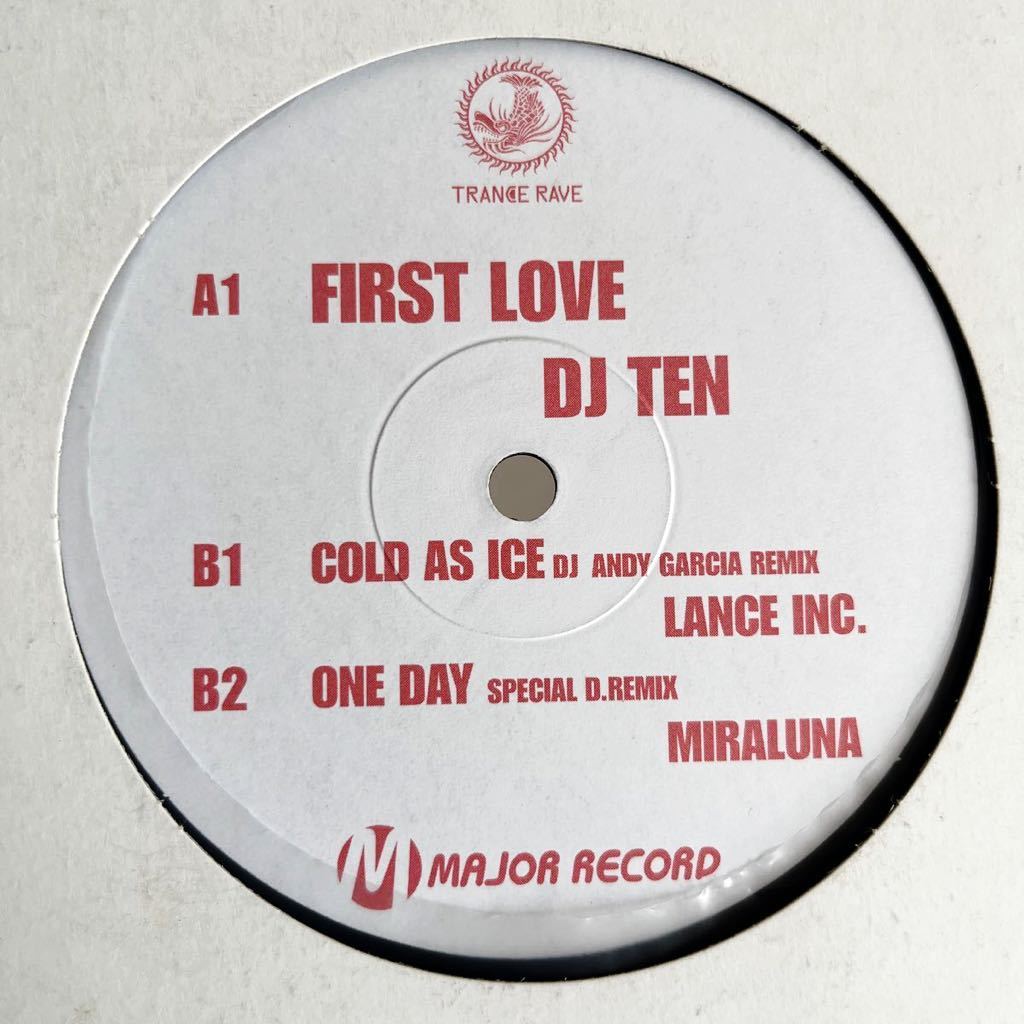 TRANCE RAVE
A1 FIRST LOVE
DJ TEN
B1 COLD AS ICE DJ ANDY GARCIA REMIX
LANCE INC.
B2 ONE DAY SPECIAL D.REMIX
MIRALUNA
M MAJOR RECORD